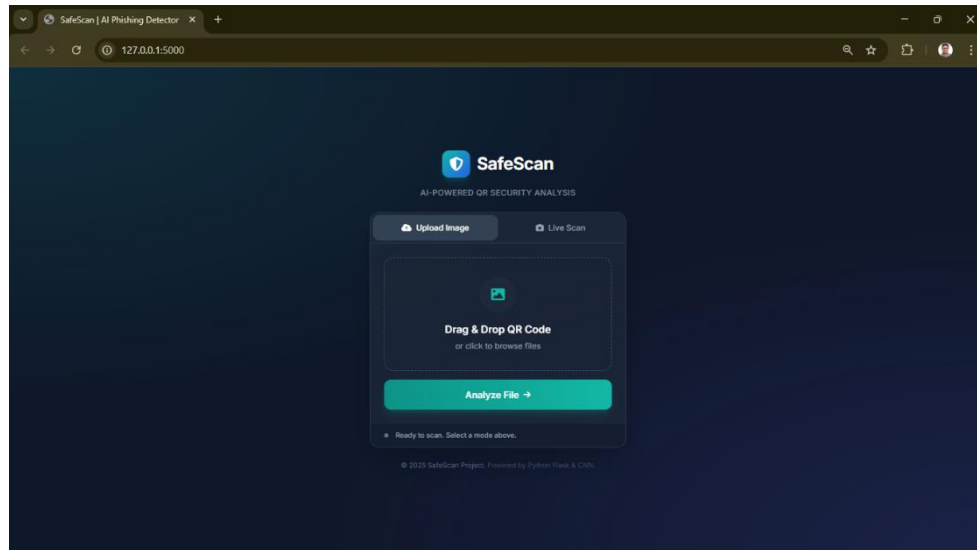 SafeScan | AI Phishing Detector
127.0.0.1:5000
SafeScan
AI-POWERED QR SECURITY ANALYSIS
Upload Image
Live Scan
Drag & Drop QR Code
or click to browse files
Analyze File →
Ready to scan. Select a mode above.
© 2025 SafeScan Project. Powered by Python Flask & CNN.